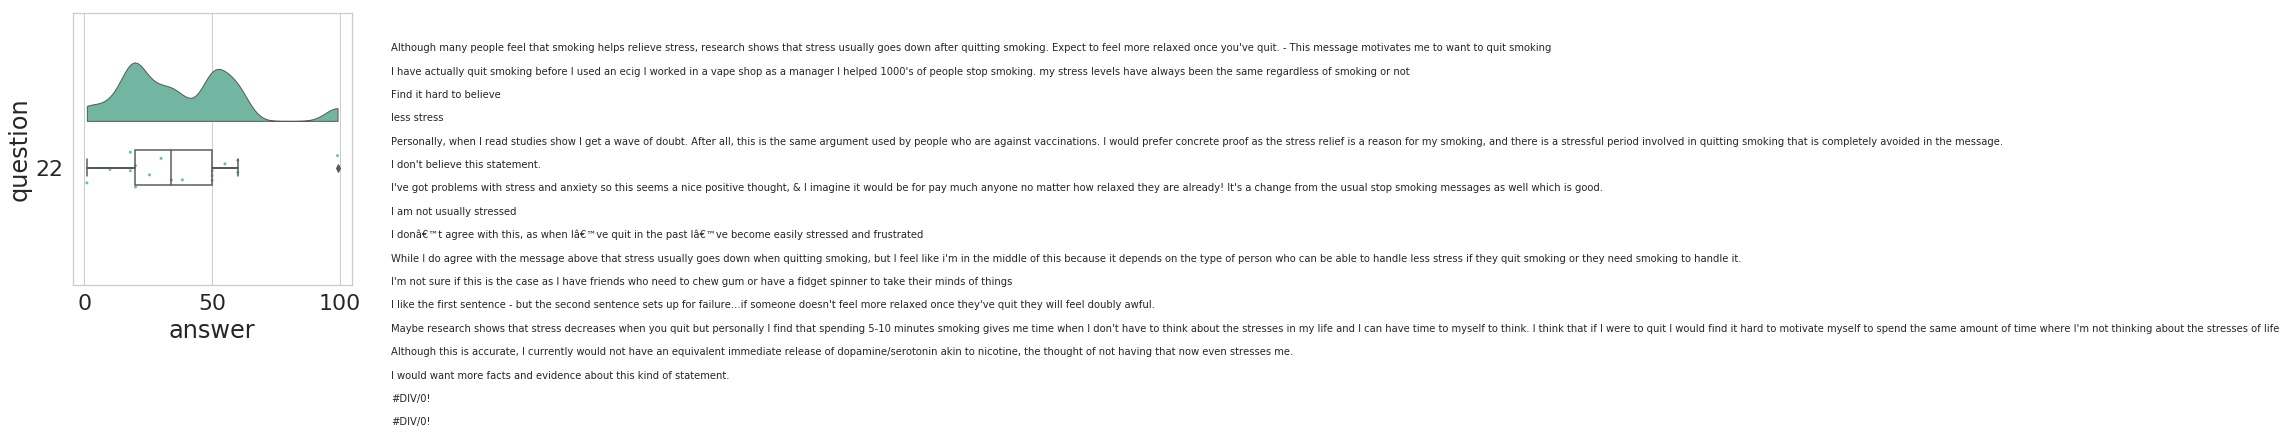 question
22
0 50 100
answer
Although many people feel that smoking helps relieve stress, research shows that stress usually goes down after quitting smoking. Expect to feel more relaxed once you've quit. - This message motivates me to want to quit smoking
I have actually quit smoking before I used an ecig I worked in a vape shop as a manager I helped 1000's of people stop smoking. my stress levels have always been the same regardless of smoking or not
Find it hard to believe
less stress
Personally, when I read studies show I get a wave of doubt. After all, this is the same argument used by people who are against vaccinations. I would prefer concrete proof as the stress relief is a reason for my smoking, and there is a stressful period involved in quitting smoking that is completely avoided in the message.
I don't believe this statement.
I've got problems with stress and anxiety so this seems a nice positive thought, & I imagine it would be for pay much anyone no matter how relaxed they are already! It's a change from the usual stop smoking messages as well which is good.
I am not usually stressed
I donâ€™t agree with this, as when Iâ€™ve quit in the past Iâ€™ve become easily stressed and frustrated
While I do agree with the message above that stress usually goes down when quitting smoking, but I feel like i'm in the middle of this because it depends on the type of person who can be able to handle less stress if they quit smoking or they need smoking to handle it.
I'm not sure if this is the case as I have friends who need to chew gum or have a fidget spinner to take their minds of things
I like the first sentence - but the second sentence sets up for failure...if someone doesn't feel more relaxed once they've quit they will feel doubly awful.
Maybe research shows that stress decreases when you quit but personally I find that spending 5-10 minutes smoking gives me time when I don't have to think about the stresses in my life and I can have time to myself to think. I think that if I were to quit I would find it hard to motivate myself to spend the same amount of time where I'm not thinking about the stresses of life
Although this is accurate, I currently would not have an equivalent immediate release of dopamine/serotonin akin to nicotine, the thought of not having that now even stresses me.
I would want more facts and evidence about this kind of statement.
#DIV/0!
#DIV/0!